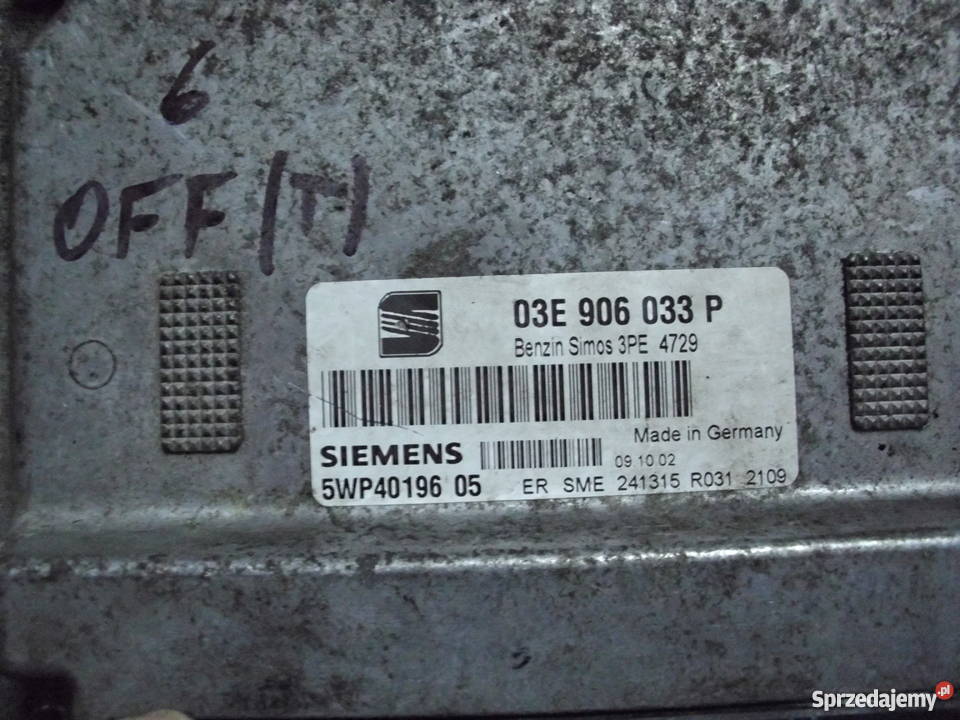 6
OFF (T)
03E 906 033 P
Benzin Simos 3PE 4729
Made in Germany
SIEMENS
09.10.02
5WP40196 05
ER SME 241315 R031 2109
Sprzedajemy.pl